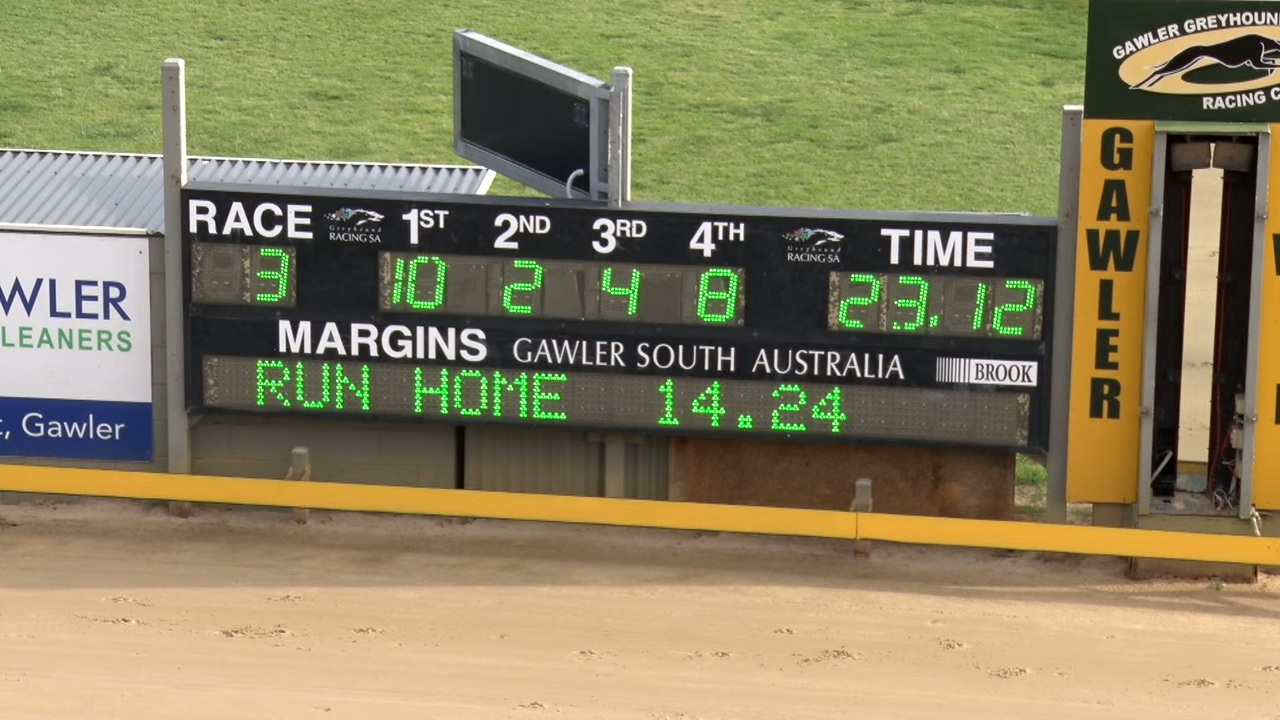 GAWLER GREYHOUN
RACING C
RACE 1ST 2ND 3RD 4TH TIME
Greyhound
RACING SA
Greyhound
RACING SA
3 10 2 4 8 23.12
MARGINS GAWLER SOUTH AUSTRALIA BROOK
RUN HOME 14.24
WLER
LEANERS
, Gawler
GAWLER